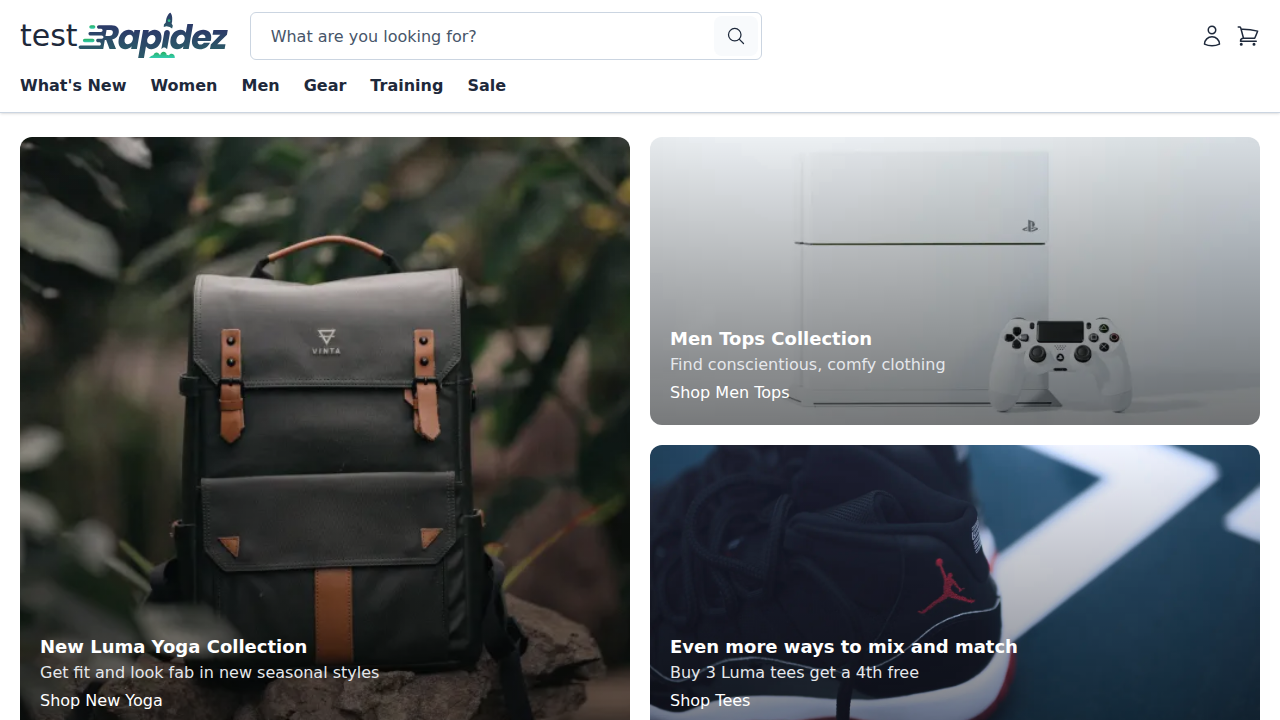 test Rapidez
What are you looking for?
What's New Women Men Gear Training Sale
VINTA
New Luma Yoga Collection
Get fit and look fab in new seasonal styles
Shop New Yoga
Men Tops Collection
Find conscientious, comfy clothing
Shop Men Tops
Even more ways to mix and match
Buy 3 Luma tees get a 4th free
Shop Tees